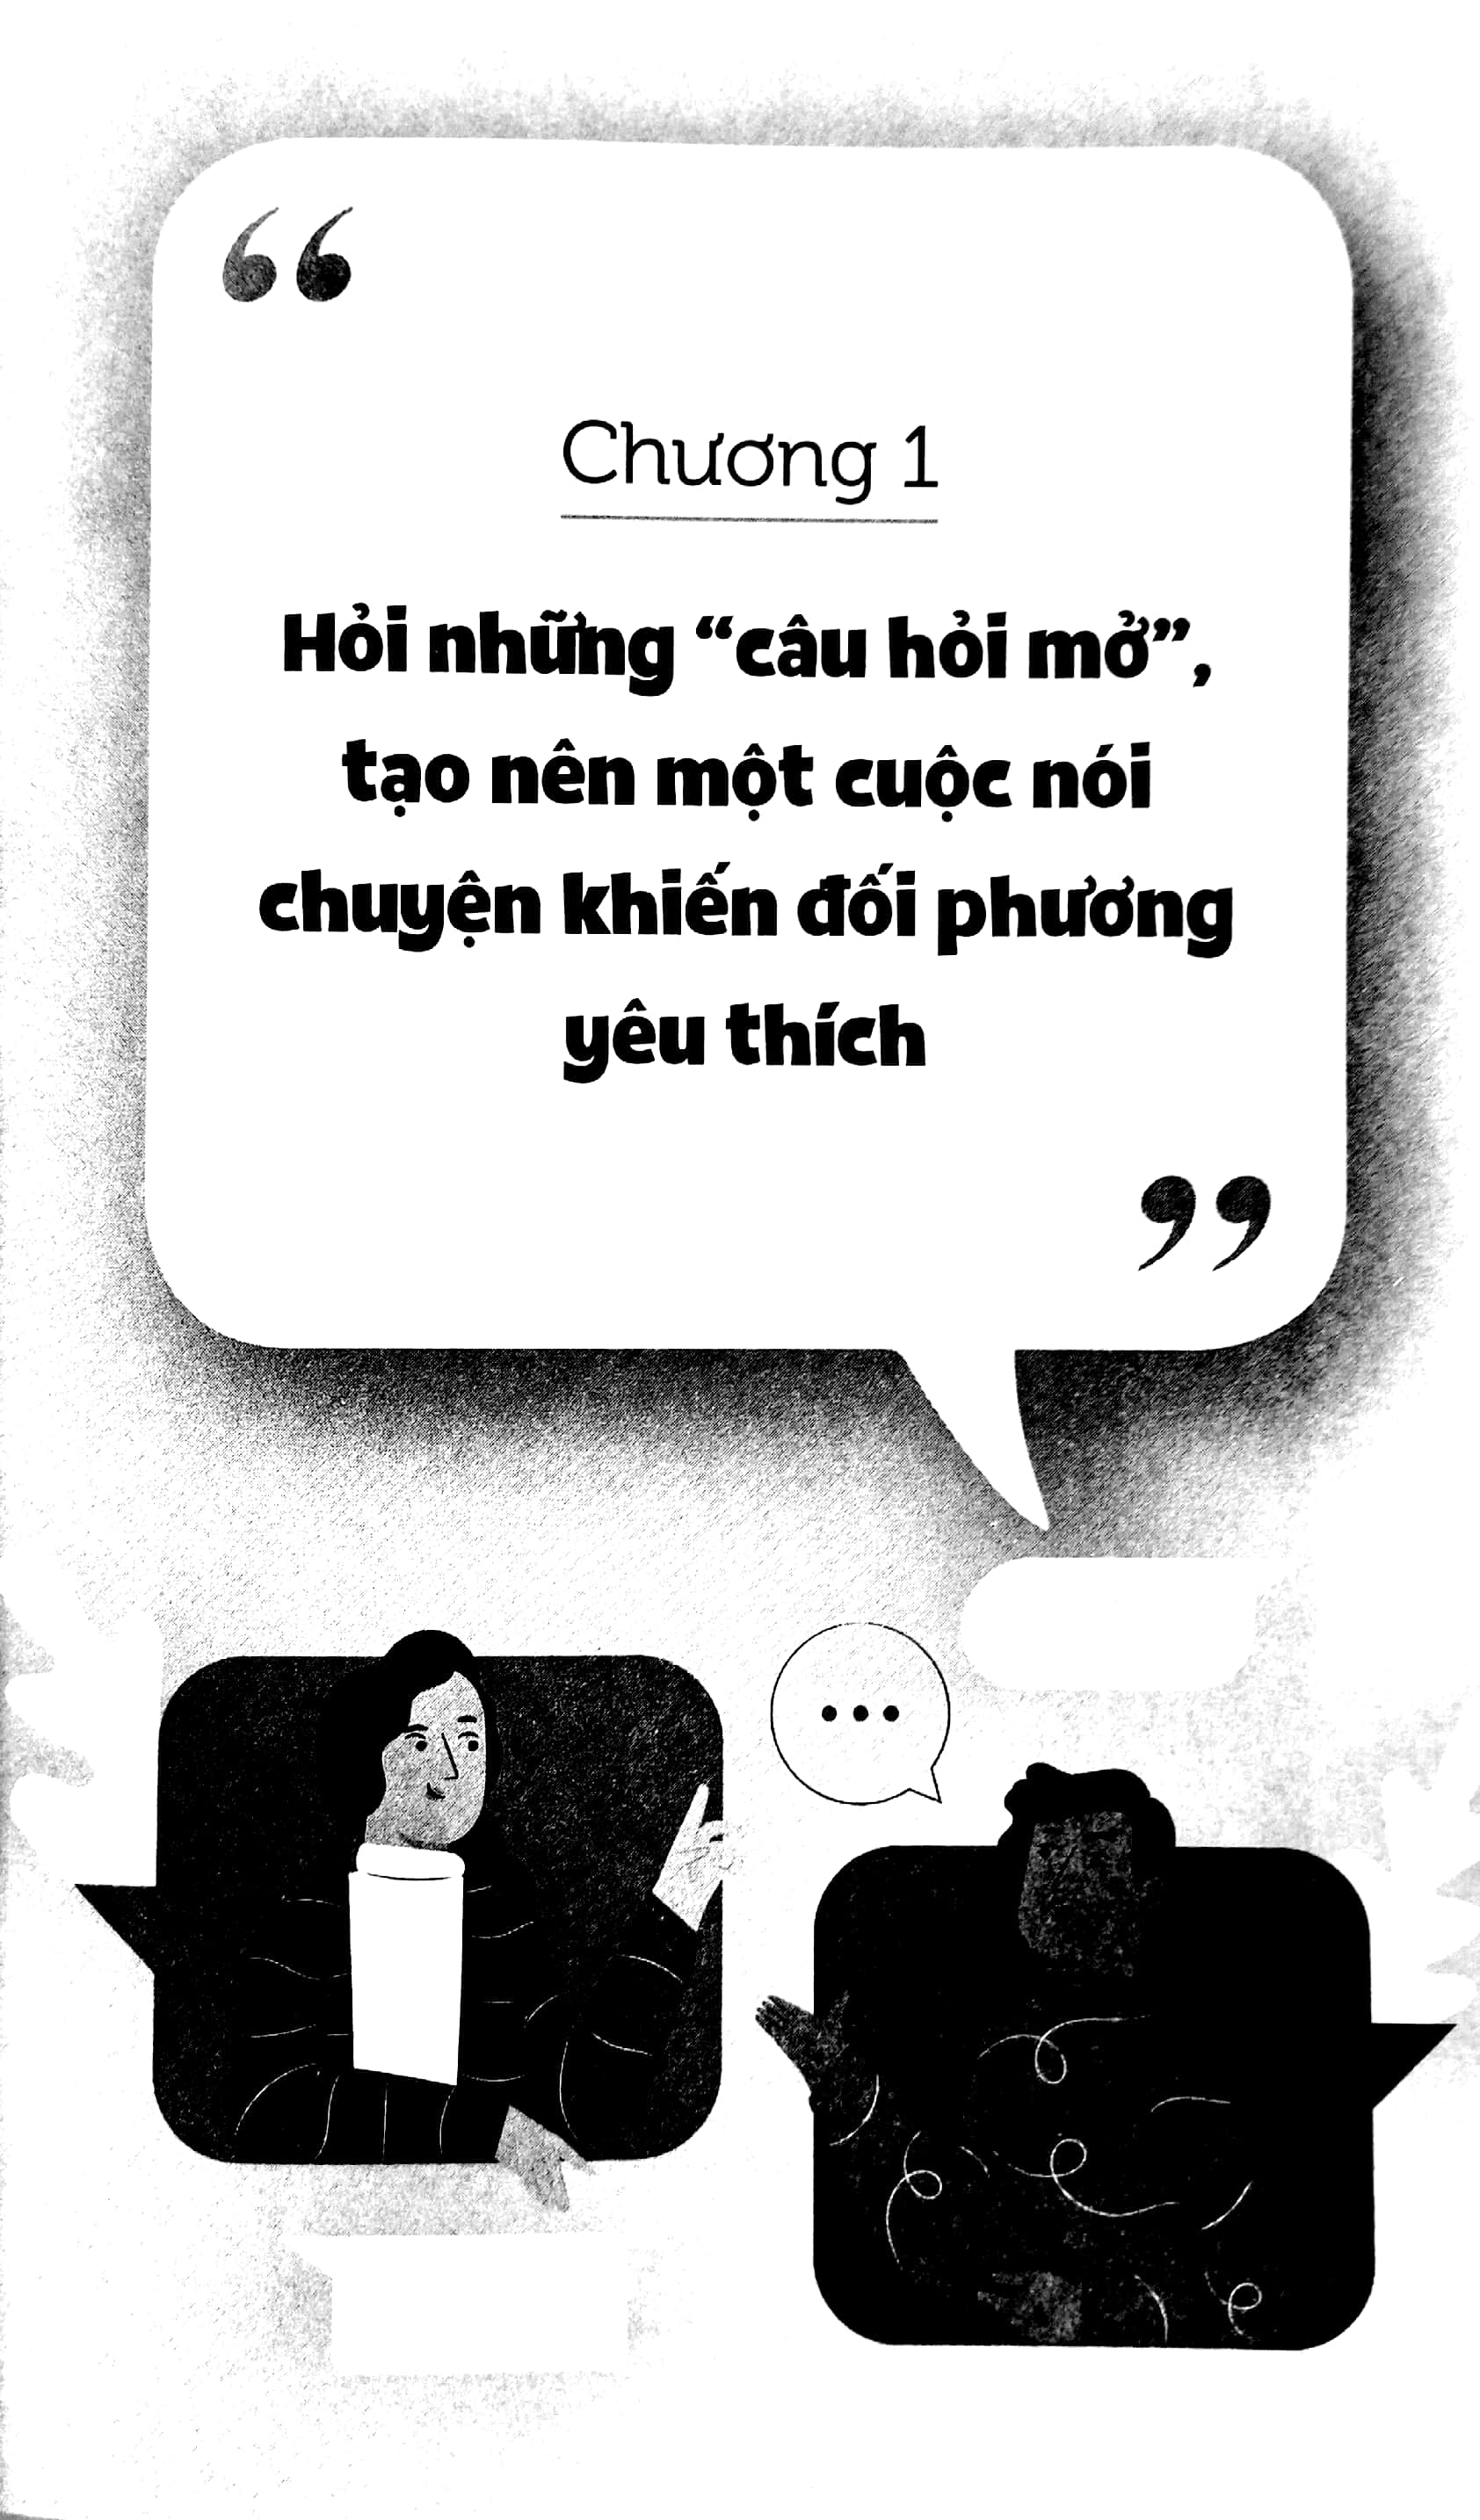 “
Chương 1
Hỏi những “câu hỏi mở”,
tạo nên một cuộc nói
chuyện khiến đối phương
yêu thích
”